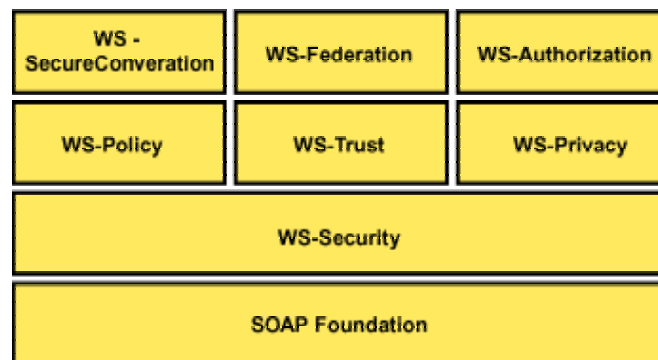 WS -
SecureConveration
WS-Federation
WS-Authorization
WS-Policy
WS-Trust
WS-Privacy
WS-Security
SOAP Foundation